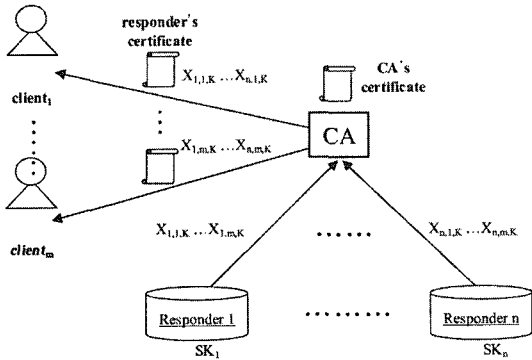 responder's
certificate
X1,1,K ...Xn,1,K
CA's
certificate
client1
CA
X1,m,K ...Xn,m,K
clientm
X1,1,K ...X1,m,K
Xn,1,K ...Xn,m,K
Responder 1
Responder n
SK1
SKn